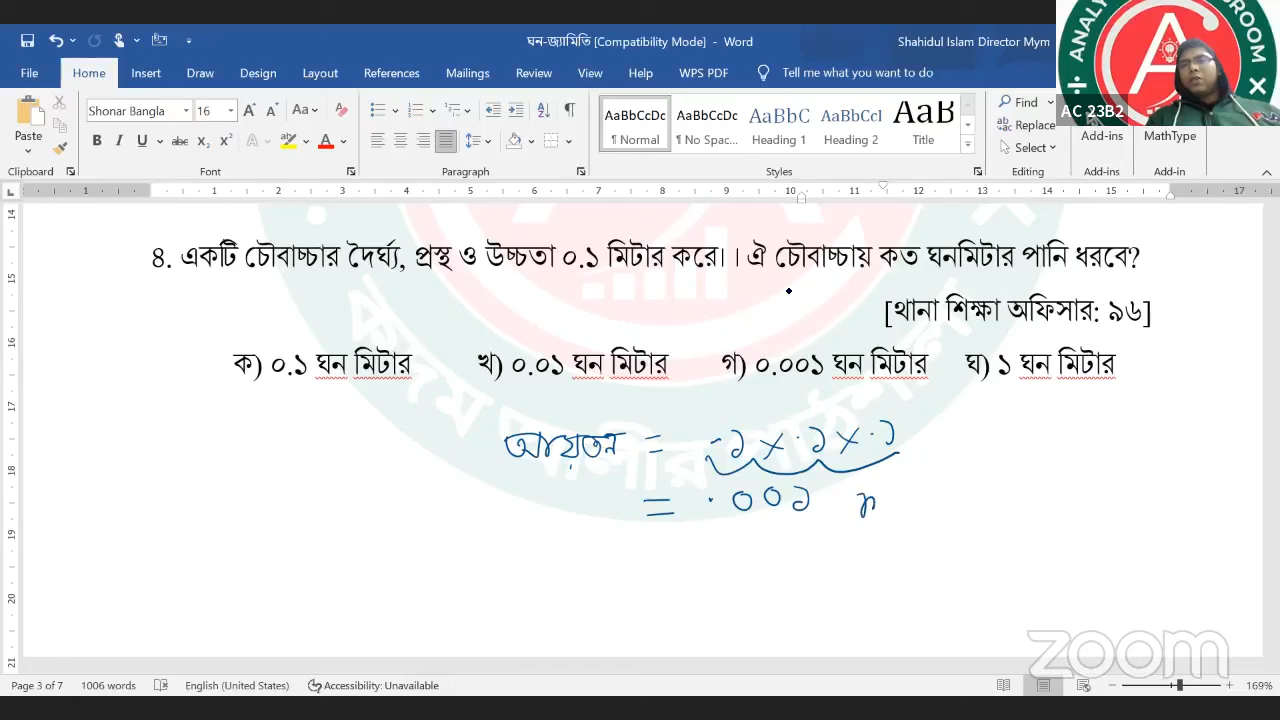 ঘন-জ্যামিতি [Compatibility Mode] - Word
Shahidul Islam Director Mym
ANALY
ROOM
AC 23B2
File Home Insert Draw Design Layout References Mailings Review View Help WPS PDF Tell me what you want to do
Paste
Clipboard
Shonar Bangla 16
Font
Paragraph
AaBbCcDc AaBbCcDc AaBbC AaBbCcI AaB
Normal No Spac... Heading 1 Heading 2 Title
Styles
Find
Replace
Select
Editing
Add-ins
Add-ins
MathType
Add-in
8. একটি চৌবাচ্চার দৈর্ঘ্য, প্রস্থ ও উচ্চতা ০.১ মিটার করে।। ঐ চৌবাচ্চায় কত ঘনমিটার পানি ধরবে?
[থানা শিক্ষা অফিসার: ৯৬]
ক) ০.১ ঘন মিটার খ) ০.০১ ঘন মিটার গ) ০.০০১ ঘন মিটার ঘ) ১ ঘন মিটার
আয়তন = .১ × .১ × .১
= .০০১
zoom
Page 3 of 7 1006 words English (United States) Accessibility: Unavailable 169%